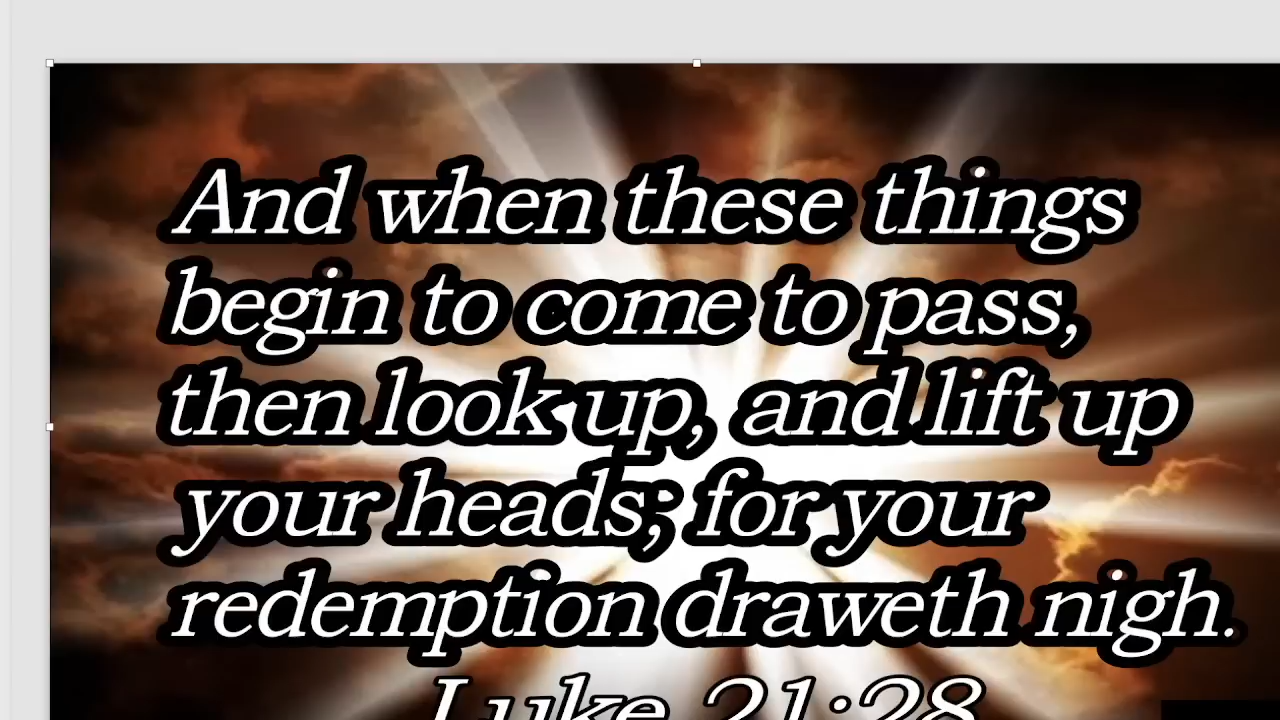 And when these things
begin to come to pass,
then look up, and lift up
your heads; for your
redemption draweth nigh.
Luke 21:28